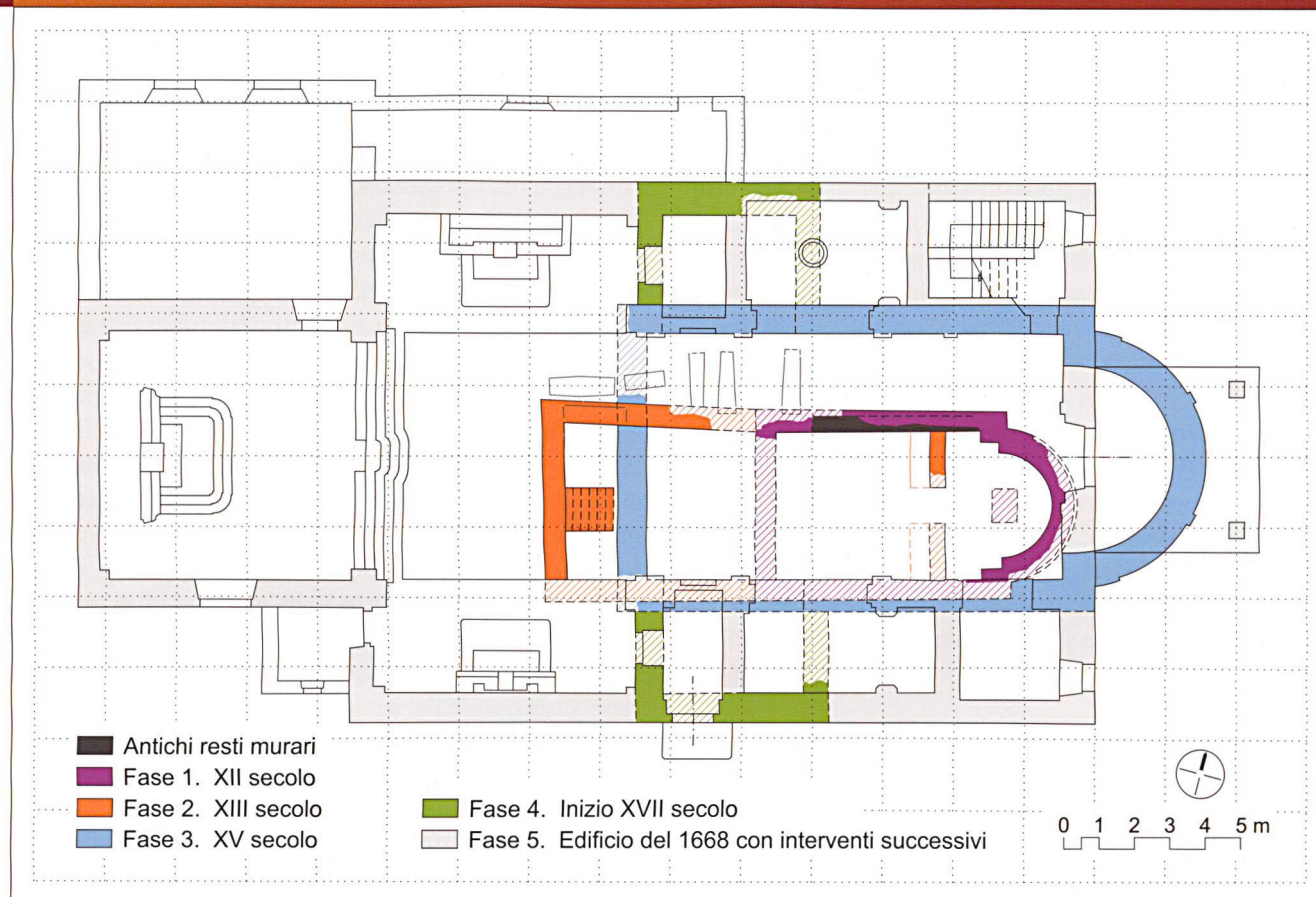 Antichi resti murari
Fase 1. XII secolo
Fase 2. XIII secolo
Fase 3. XV secolo
Fase 4. Inizio XVII secolo
Fase 5. Edificio del 1668 con interventi successivi
0 1 2 3 4 5 m